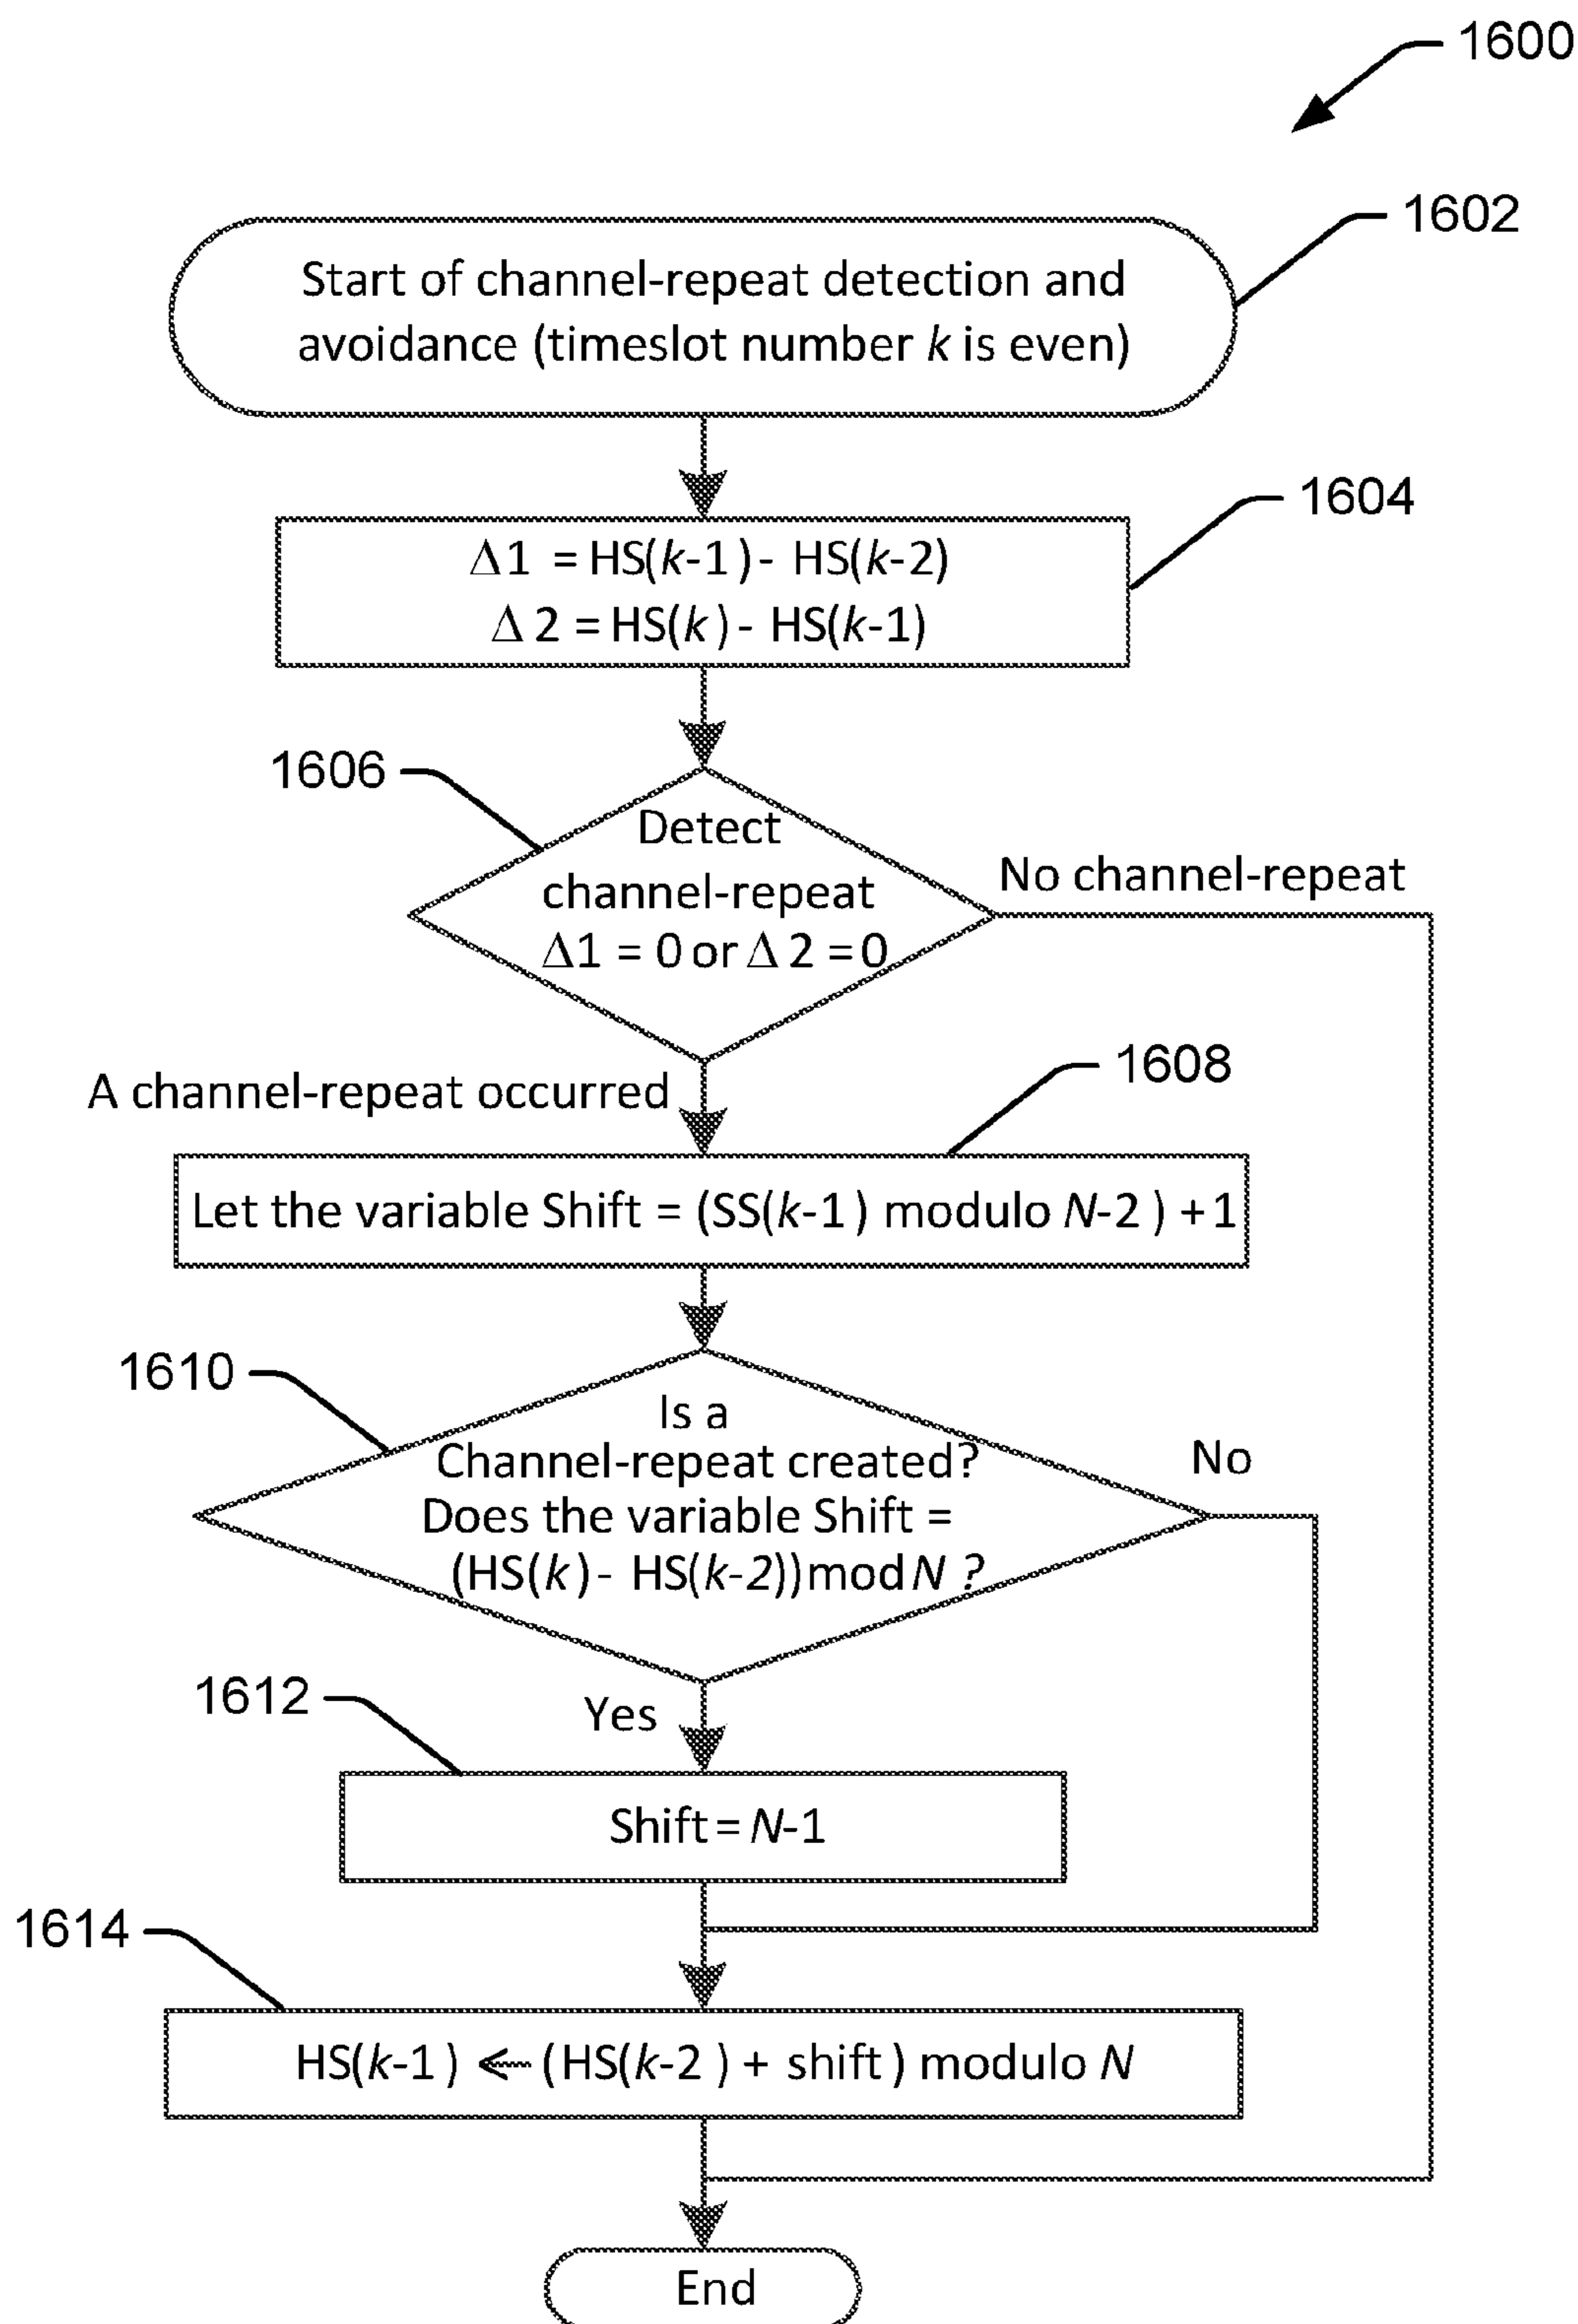 1600
1602
Start of channel-repeat detection and
avoidance (timeslot number k is even)
1604
Δ1 = HS(k-1) - HS(k-2)
Δ 2 = HS(k) - HS(k-1)
1606
Detect
channel-repeat
Δ1 = 0 or Δ 2 = 0
No channel-repeat
A channel-repeat occurred
1608
Let the variable Shift = (SS(k-1) modulo N-2 ) +1
1610
Is a
Channel-repeat created?
Does the variable Shift =
(HS(k) - HS(k-2))mod N ?
No
1612
Yes
Shift = N-1
1614
HS(k-1) ← (HS(k-2 ) + shift ) modulo N
End